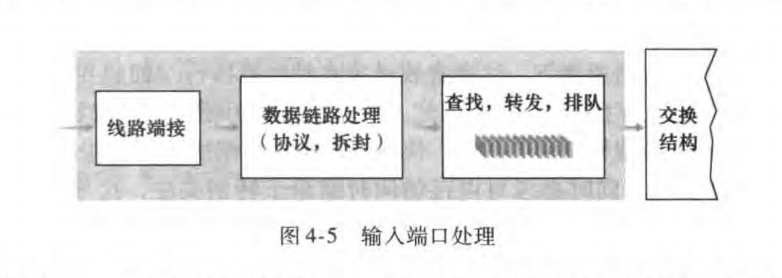 线路端接
数据链路处理
（协议，拆封）
查找，转发，排队
交换
结构
图 4-5 输入端口处理